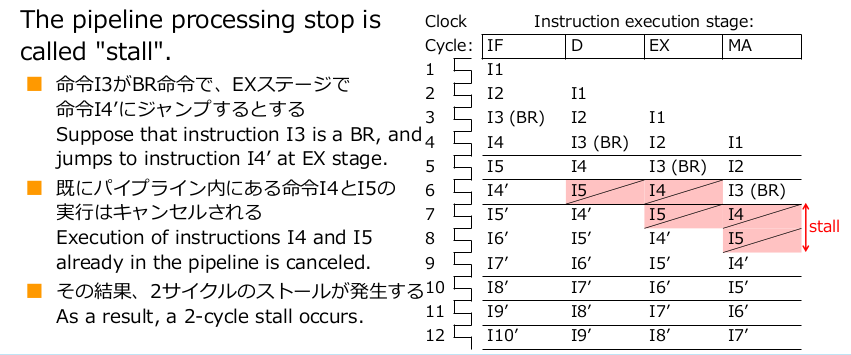 The pipeline processing stop is
called "stall".
命令I3がBR命令で、EXステージで
命令I4′にジャンプするとする
Suppose that instruction I3 is a BR, and
jumps to instruction I4′ at EX stage.
既にパイプライン内にある命令I4とI5の
実行はキャンセルされる
Execution of instructions I4 and I5
already in the pipeline is canceled.
その結果、2サイクルのストールが発生する
As a result, a 2-cycle stall occurs.
Clock Instruction execution stage:
Cycle: IF D EX MA
1 I1
2 I2 I1
3 I3 (BR) I2 I1
4 I4 I3 (BR) I2 I1
5 I5 I4 I3 (BR) I2
6 I4′ I5 I4 I3 (BR)
7 I5′ I4′ I5 I4
stall
8 I6′ I5′ I4′ I5
9 I7′ I6′ I5′ I4′
10 I8′ I7′ I6′ I5′
11 I9′ I8′ I7′ I6′
12 I10′ I9′ I8′ I7′